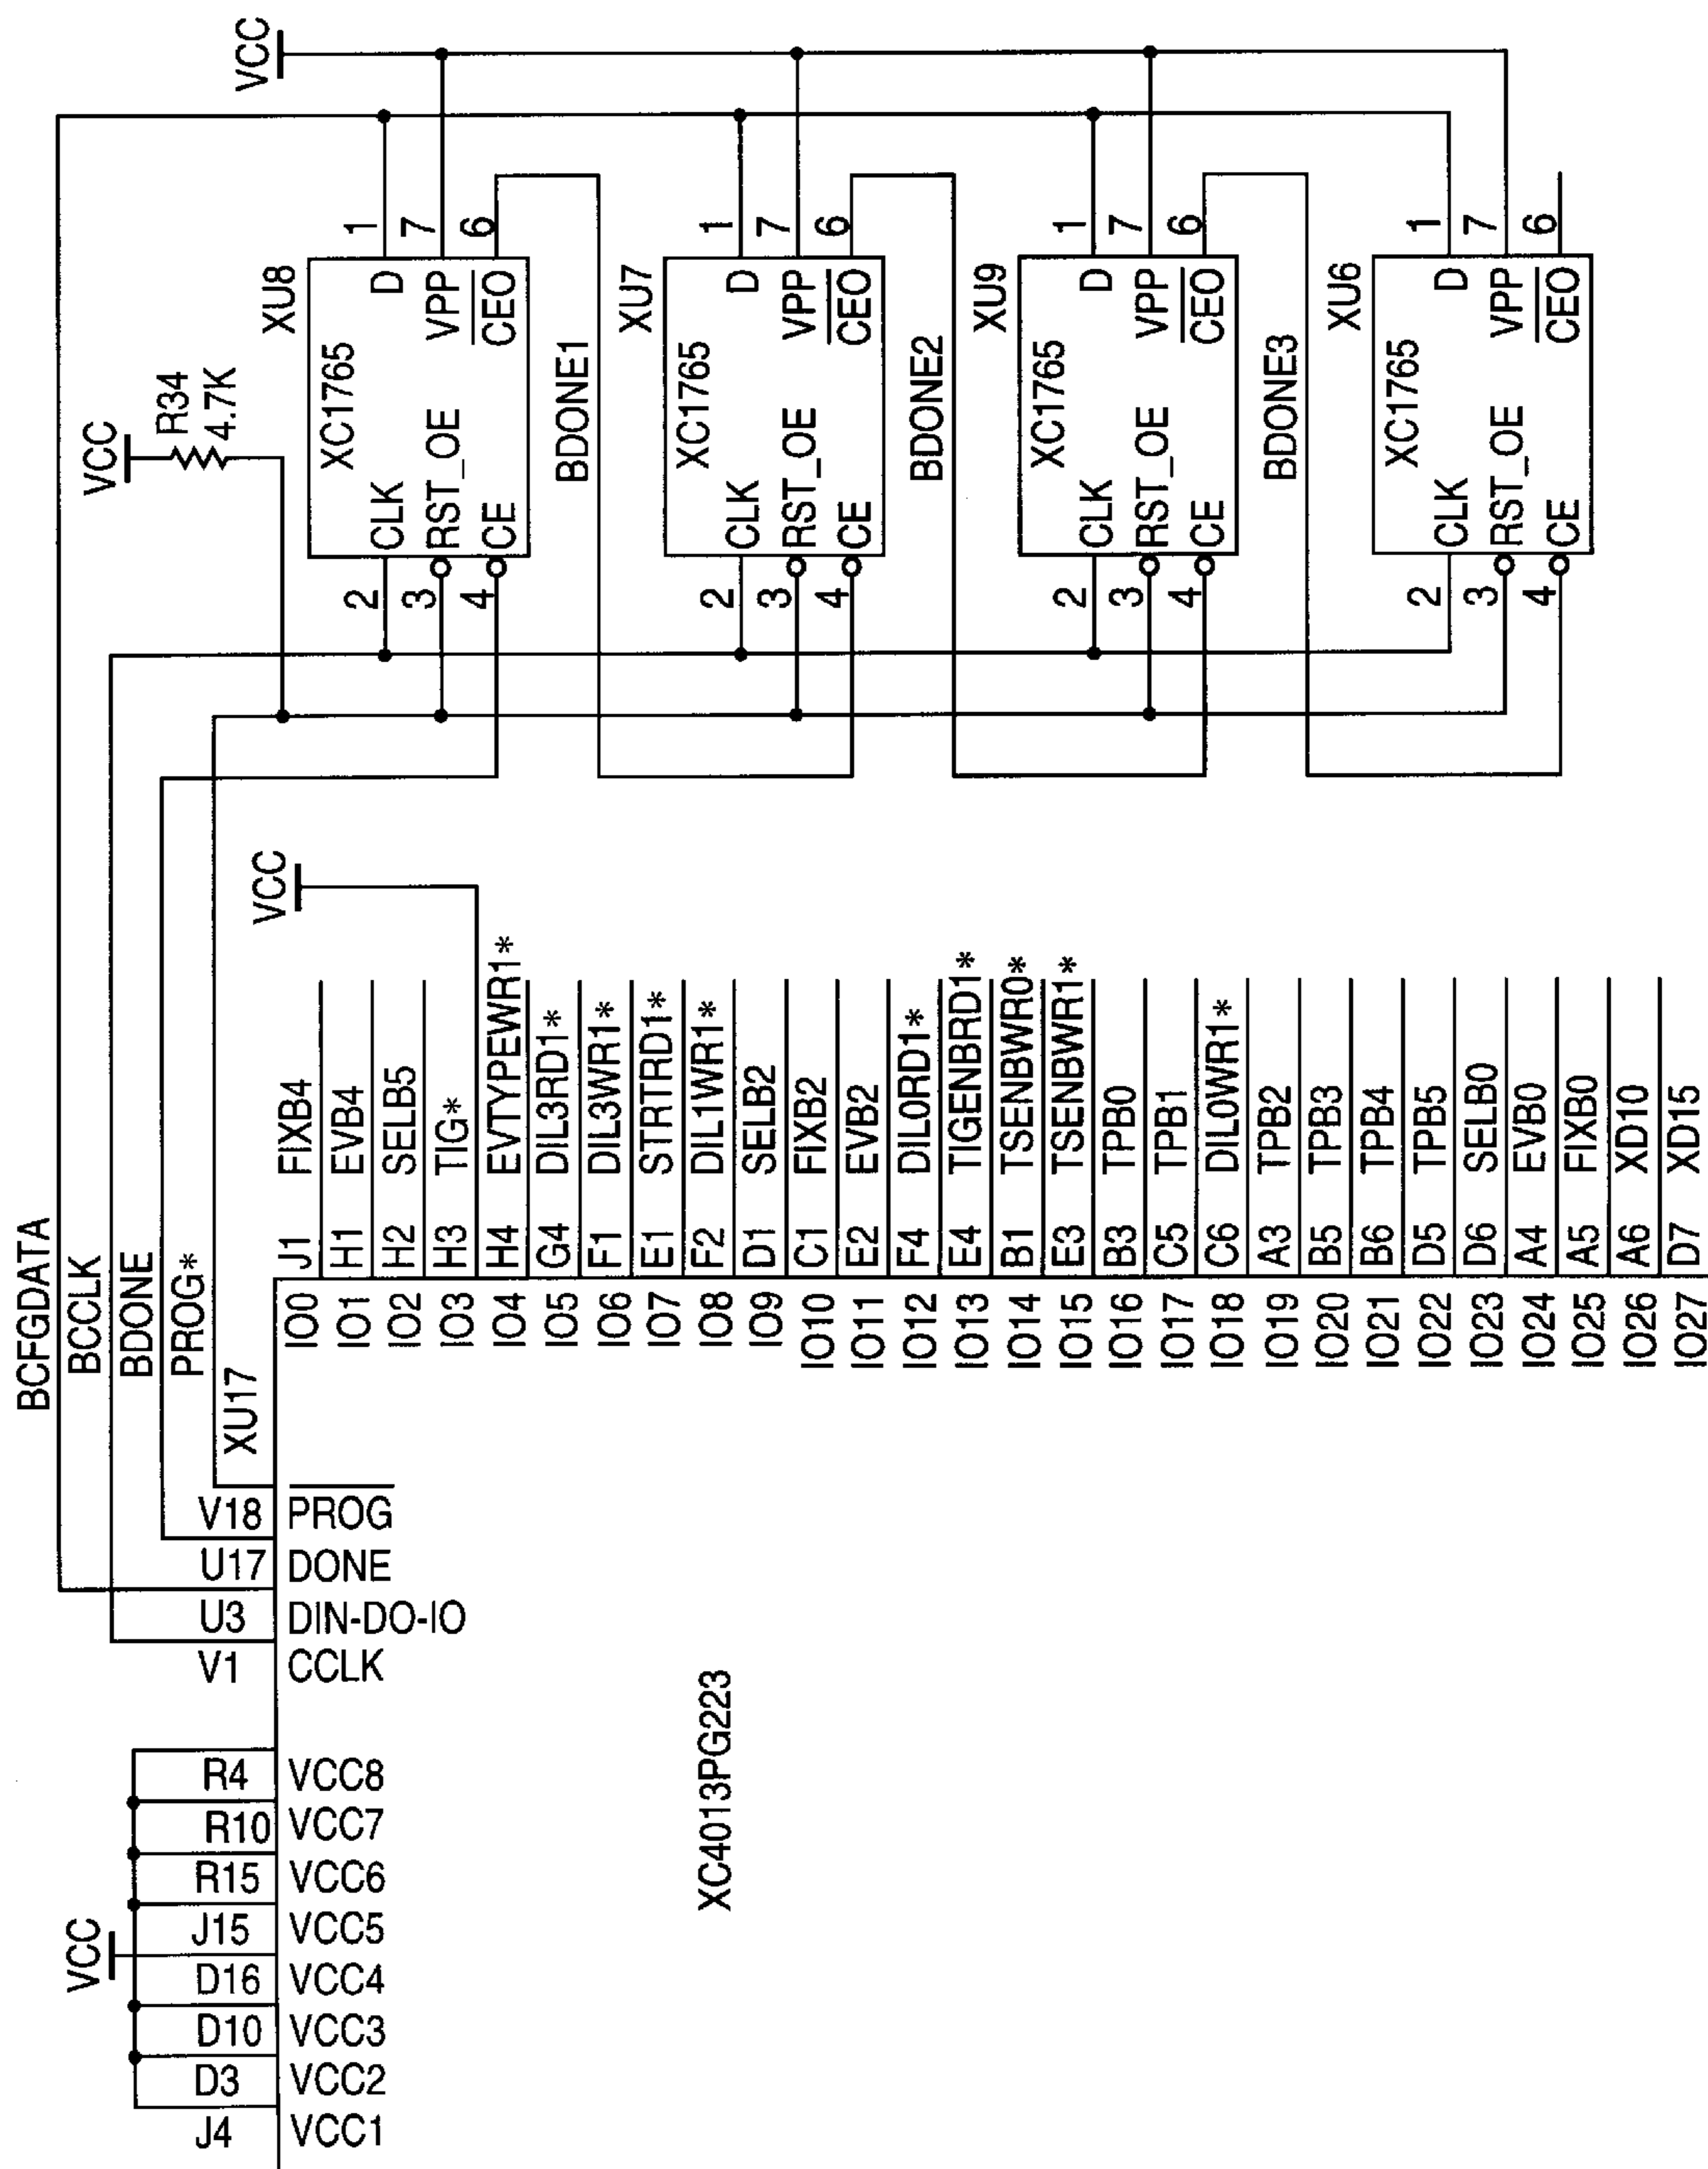 VCC
R34
4.7K
VCC
XU8
XC1765
2 CLK
3 RST_OE
4 CE
D 1
VPP 7
CEO 6
BDONE1
XU7
XC1765
2 CLK
3 RST_OE
4 CE
D 1
VPP 7
CEO 6
BDONE2
XU9
XC1765
2 CLK
3 RST_OE
4 CE
D 1
VPP 7
CEO 6
BDONE3
XU6
XC1765
2 CLK
3 RST_OE
4 CE
D 1
VPP 7
CEO 6
BCFGDATA
BCCLK
BDONE
PROG*
XU17
VCC
V18 PROG
U17 DONE
U3 DIN-DO-IO
V1 CCLK
VCC
R4 VCC8
R10 VCC7
R15 VCC6
J15 VCC5
D16 VCC4
D10 VCC3
D3 VCC2
J4 VCC1
XC4013PG223
IO0 J1 FIXB4
IO1 H1 EVB4
IO2 H2 SELB5
IO3 H3 TIG*
IO4 H4 EVTYPEWR1*
IO5 G4 DIL3RD1*
IO6 F1 DIL3WR1*
IO7 E1 STRTRD1*
IO8 F2 DIL1WR1*
IO9 D1 SELB2
IO10 C1 FIXB2
IO11 E2 EVB2
IO12 F4 DIL0RD1*
IO13 E4 TIGENBRD1*
IO14 B1 TSENBWR0*
IO15 E3 TSENBWR1*
IO16 B3 TPB0
IO17 C5 TPB1
IO18 C6 DIL0WR1*
IO19 A3 TPB2
IO20 B5 TPB3
IO21 B6 TPB4
IO22 D5 TPB5
IO23 D6 SELB0
IO24 A4 EVB0
IO25 A5 FIXB0
IO26 A6 XD10
IO27 D7 XD15